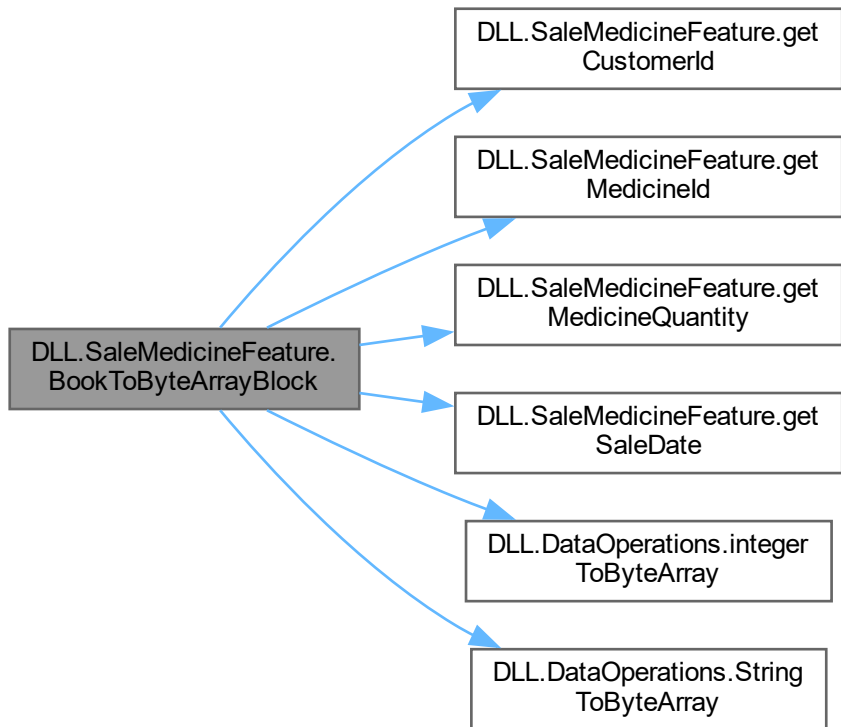 DLL.SaleMedicineFeature.get
CustomerId
DLL.SaleMedicineFeature.get
MedicineId
DLL.SaleMedicineFeature.get
MedicineQuantity
DLL.SaleMedicineFeature.
BookToByteArrayBlock
DLL.SaleMedicineFeature.get
SaleDate
DLL.DataOperations.integer
ToByteArray
DLL.DataOperations.String
ToByteArray